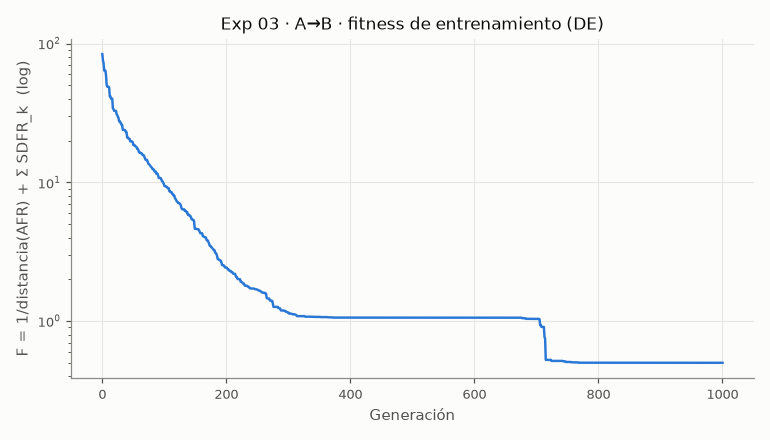 Exp 03 · A→B · fitness de entrenamiento (DE)
F = 1/distancia(AFR) + Σ SDFR_k  (log)
10²
10¹
10⁰
0 200 400 600 800 1000
Generación